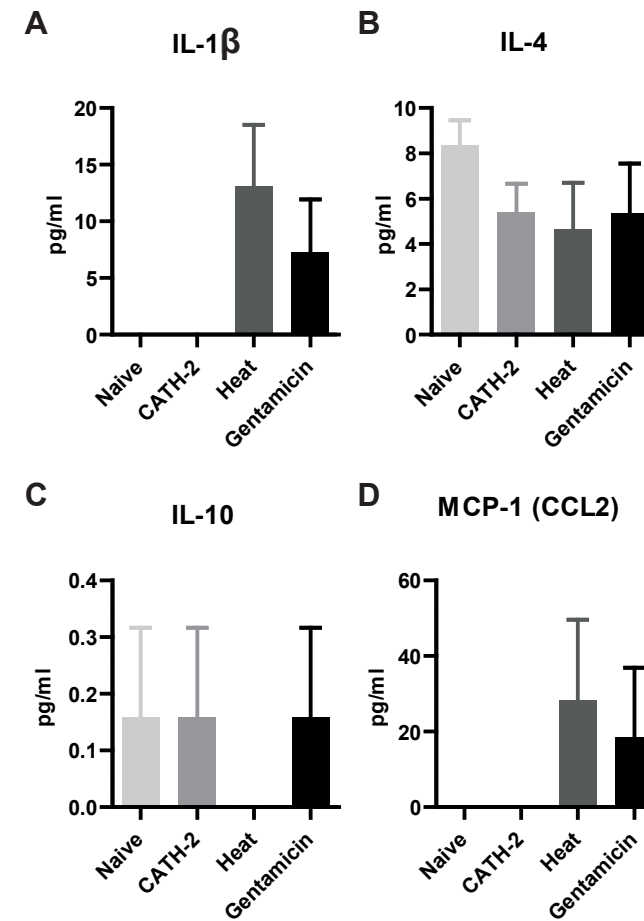 A
IL-1β
20
15
10
5
0
pg/ml
Naive
CATH-2
Heat
Gentamicin
B
IL-4
10
8
6
4
2
0
pg/ml
Naive
CATH-2
Heat
Gentamicin
C
IL-10
0.4
0.3
0.2
0.1
0.0
pg/ml
Naive
CATH-2
Heat
Gentamicin
D
MCP-1 (CCL2)
60
40
20
0
pg/ml
Naive
CATH-2
Heat
Gentamicin